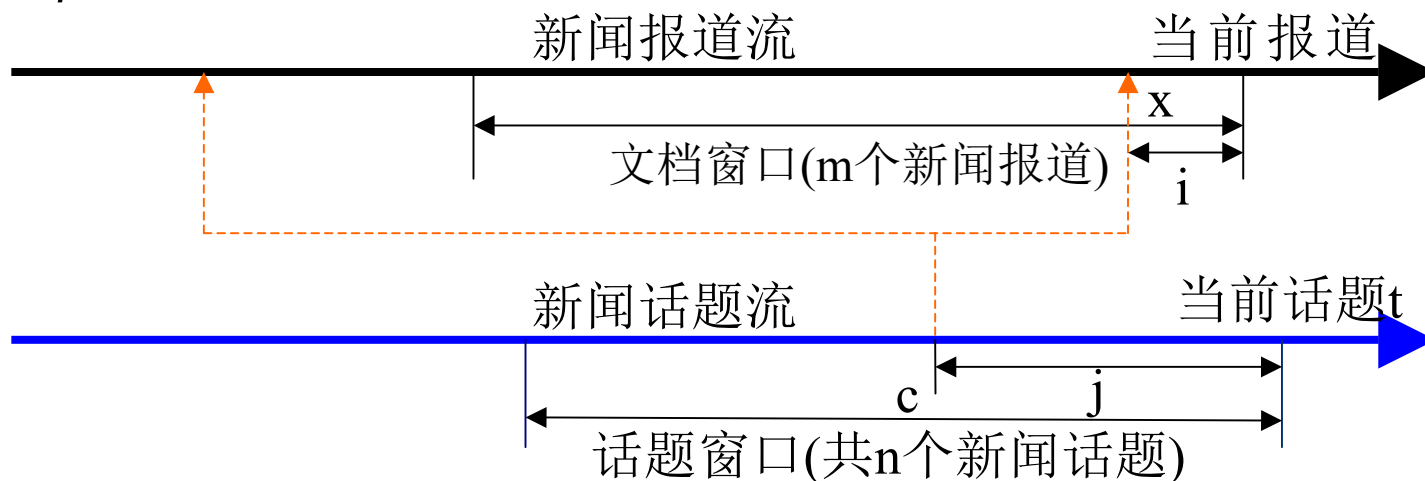 新闻报道流
当前报道
x
文档窗口(m个新闻报道)
i
新闻话题流
当前话题t
c
j
话题窗口(共n个新闻话题)